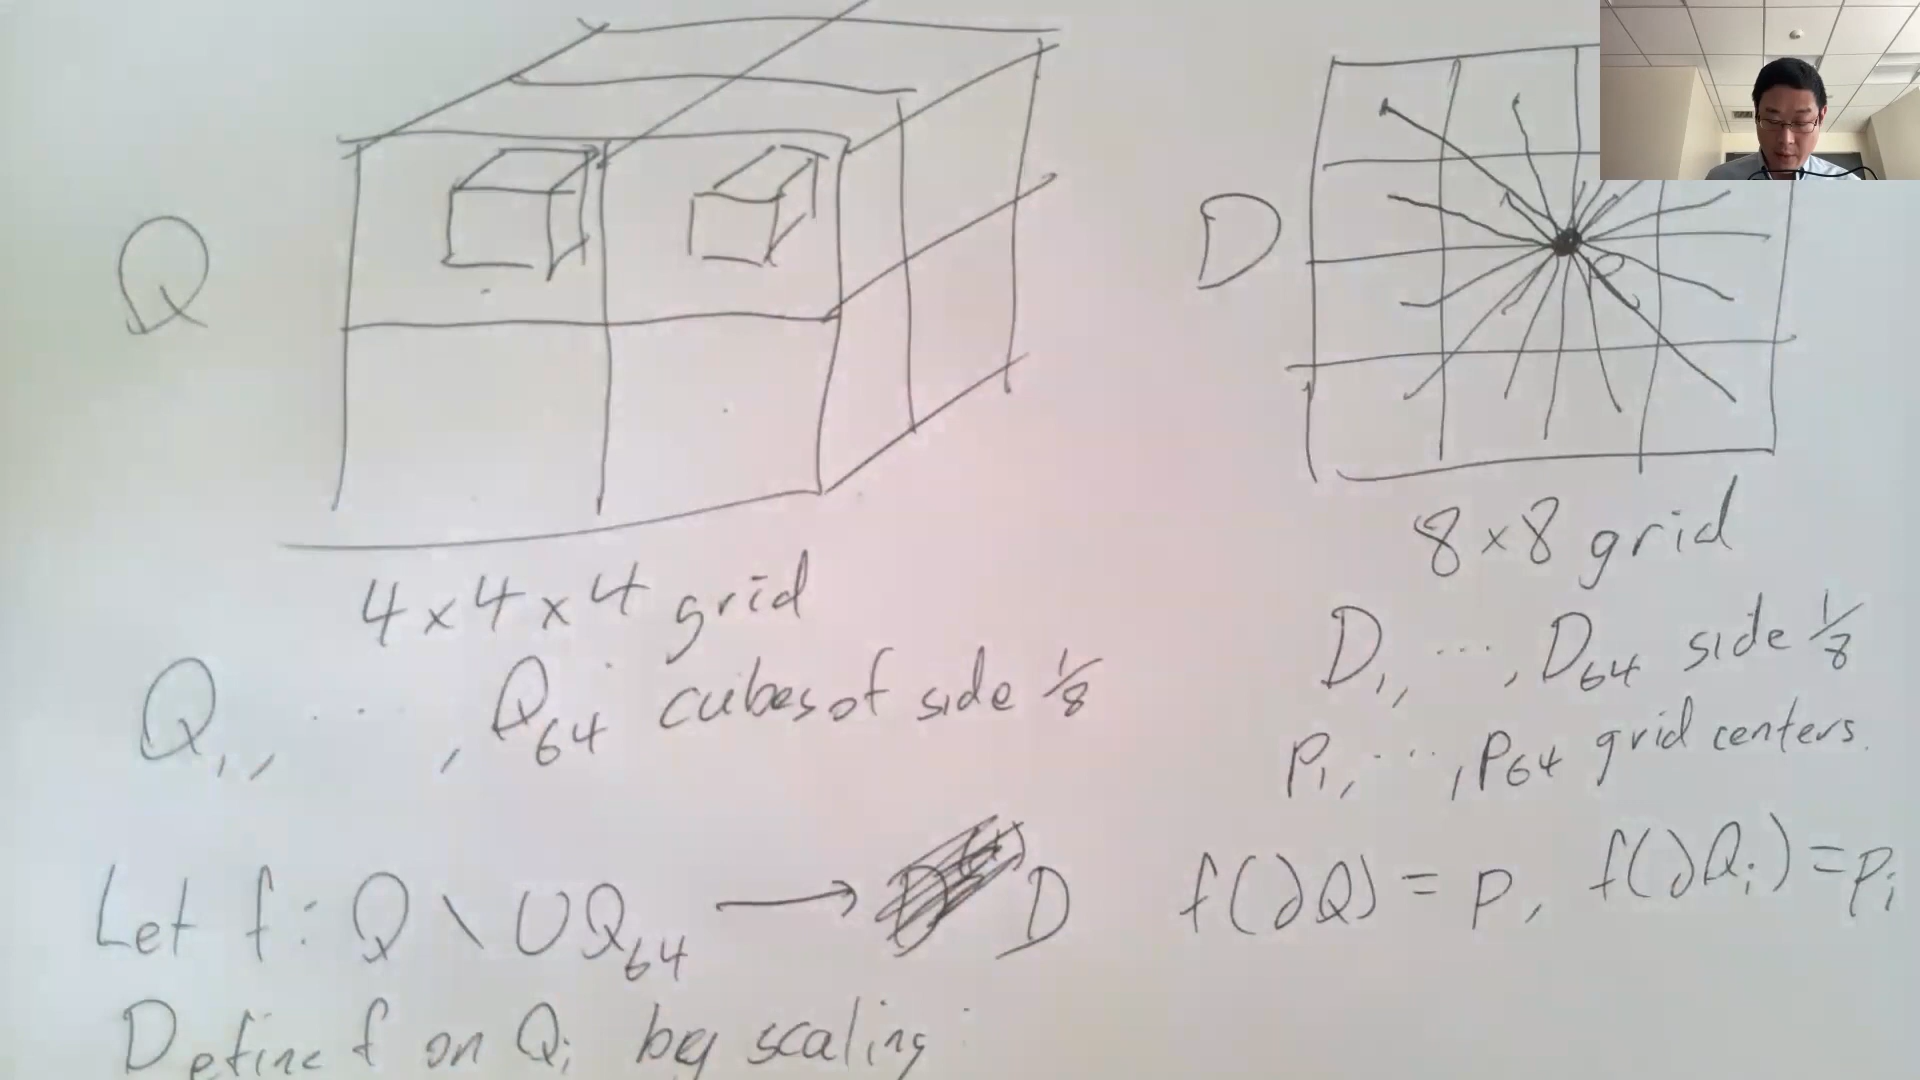 Q
D
P
4 x 4 x 4 grid
8 x 8 grid
Q₁, ..., Q₆₄ cubes of side 1/8
D₁, ..., D₆₄ side 1/8
P₁, ..., P₆₄ grid centers.
Let f: Q \ ∪Q₆₄ → D f(∂Q) = P, f(∂Qᵢ) = Pᵢ
Define f on Qᵢ by scaling: